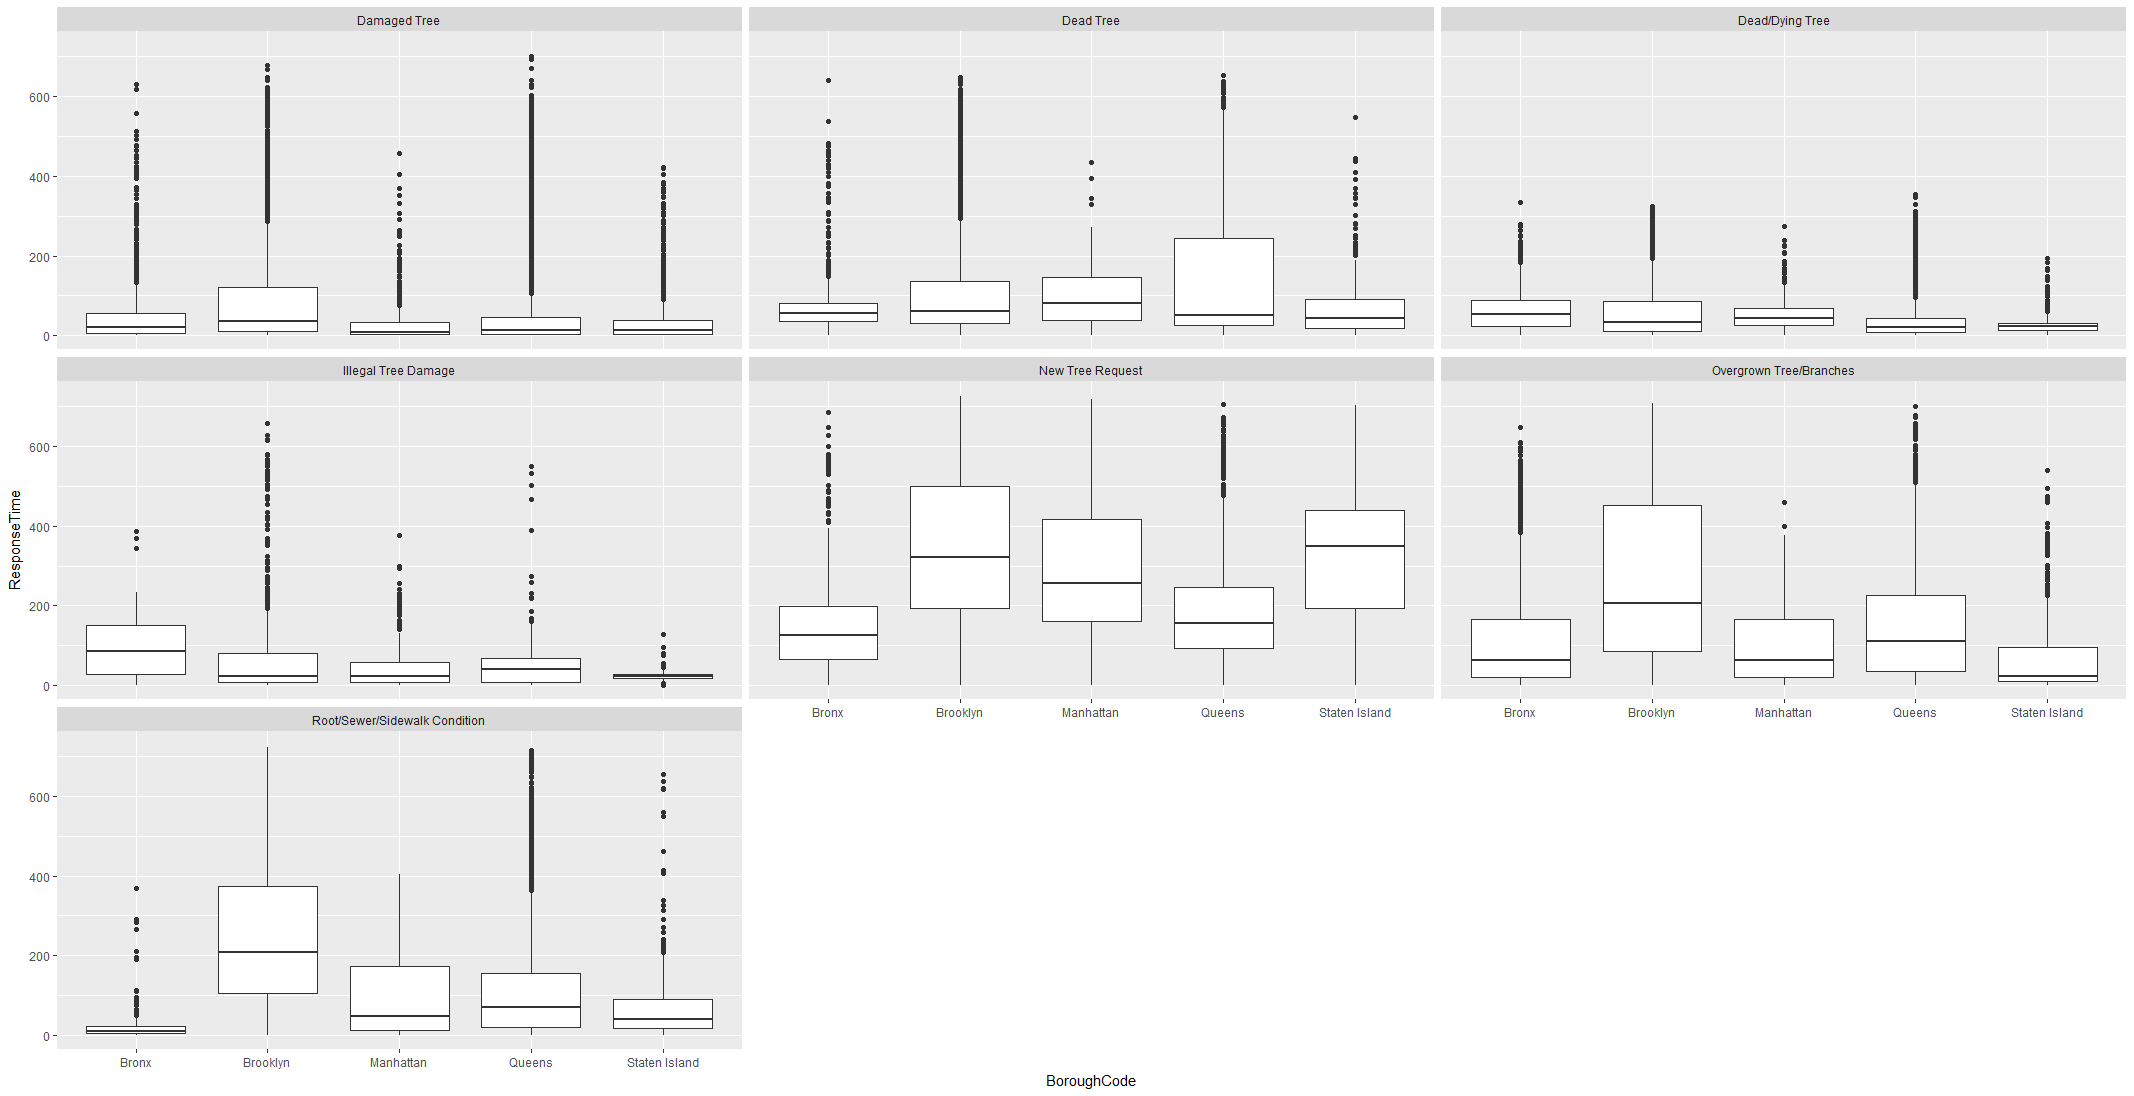 Damaged Tree
Dead Tree
Dead/Dying Tree
600
400
200
0
Illegal Tree Damage
New Tree Request
Overgrown Tree/Branches
600
400
200
0
ResponseTime
Bronx
Brooklyn
Manhattan
Queens
Staten Island
Bronx
Brooklyn
Manhattan
Queens
Staten Island
Root/Sewer/Sidewalk Condition
600
400
200
0
Bronx
Brooklyn
Manhattan
Queens
Staten Island
BoroughCode